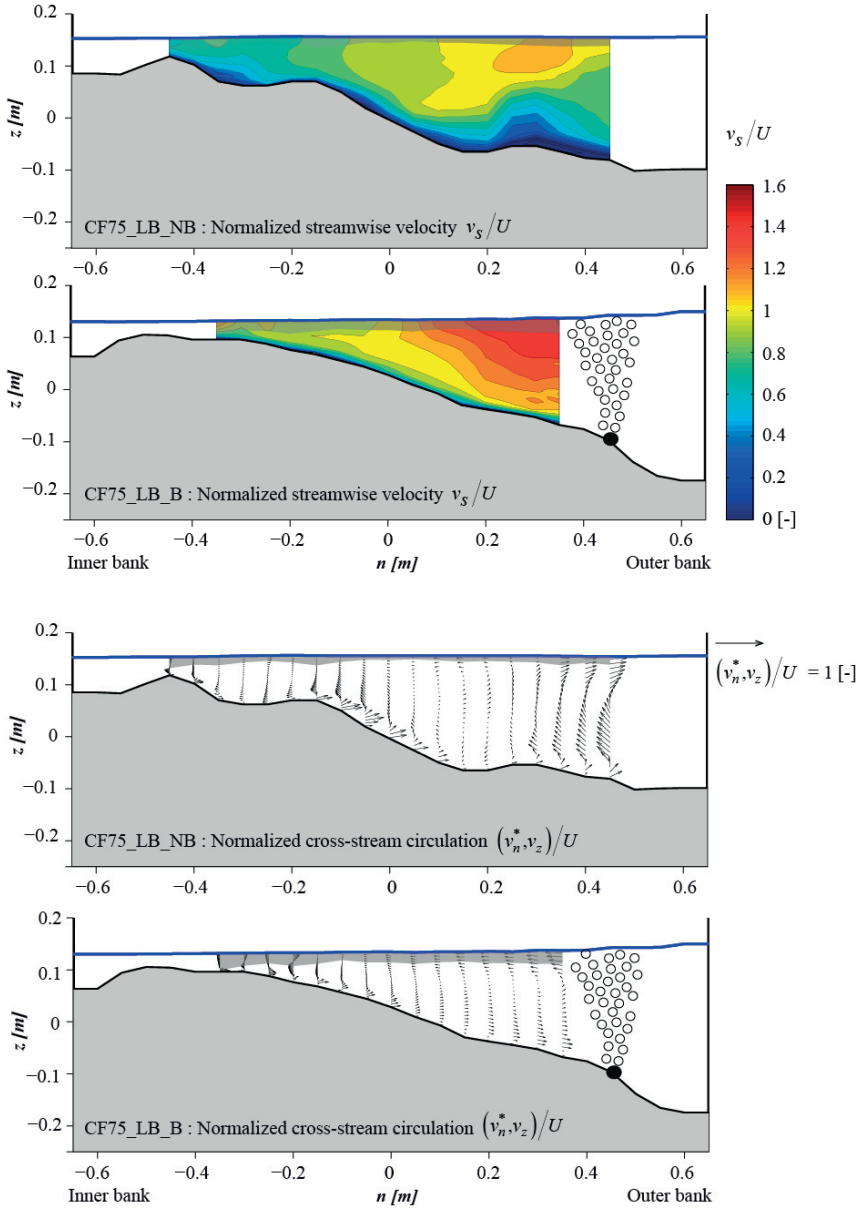 0.2
0.1
0
−0.1
−0.2
z [m]
CF75_LB_NB : Normalized streamwise velocity v_s/U
−0.6 −0.4 −0.2 0 0.2 0.4 0.6
0.1
0
−0.1
−0.2
z [m]
CF75_LB_B : Normalized streamwise velocity v_s/U
−0.6 −0.4 −0.2 0 0.2 0.4 0.6
Inner bank n [m] Outer bank
v_s/U
1.6
1.4
1.2
1
0.8
0.6
0.4
0.2
0 [-]
0.2
0.1
0
−0.1
−0.2
z [m]
(v_n^*,v_z)/U = 1 [-]
CF75_LB_NB : Normalized cross-stream circulation (v_n^*,v_z)/U
−0.6 −0.4 −0.2 0 0.2 0.4 0.6
0.2
0.1
0
−0.1
−0.2
z [m]
CF75_LB_B : Normalized cross-stream circulation (v_n^*,v_z)/U
−0.6 −0.4 −0.2 0 0.2 0.4 0.6
Inner bank n [m] Outer bank